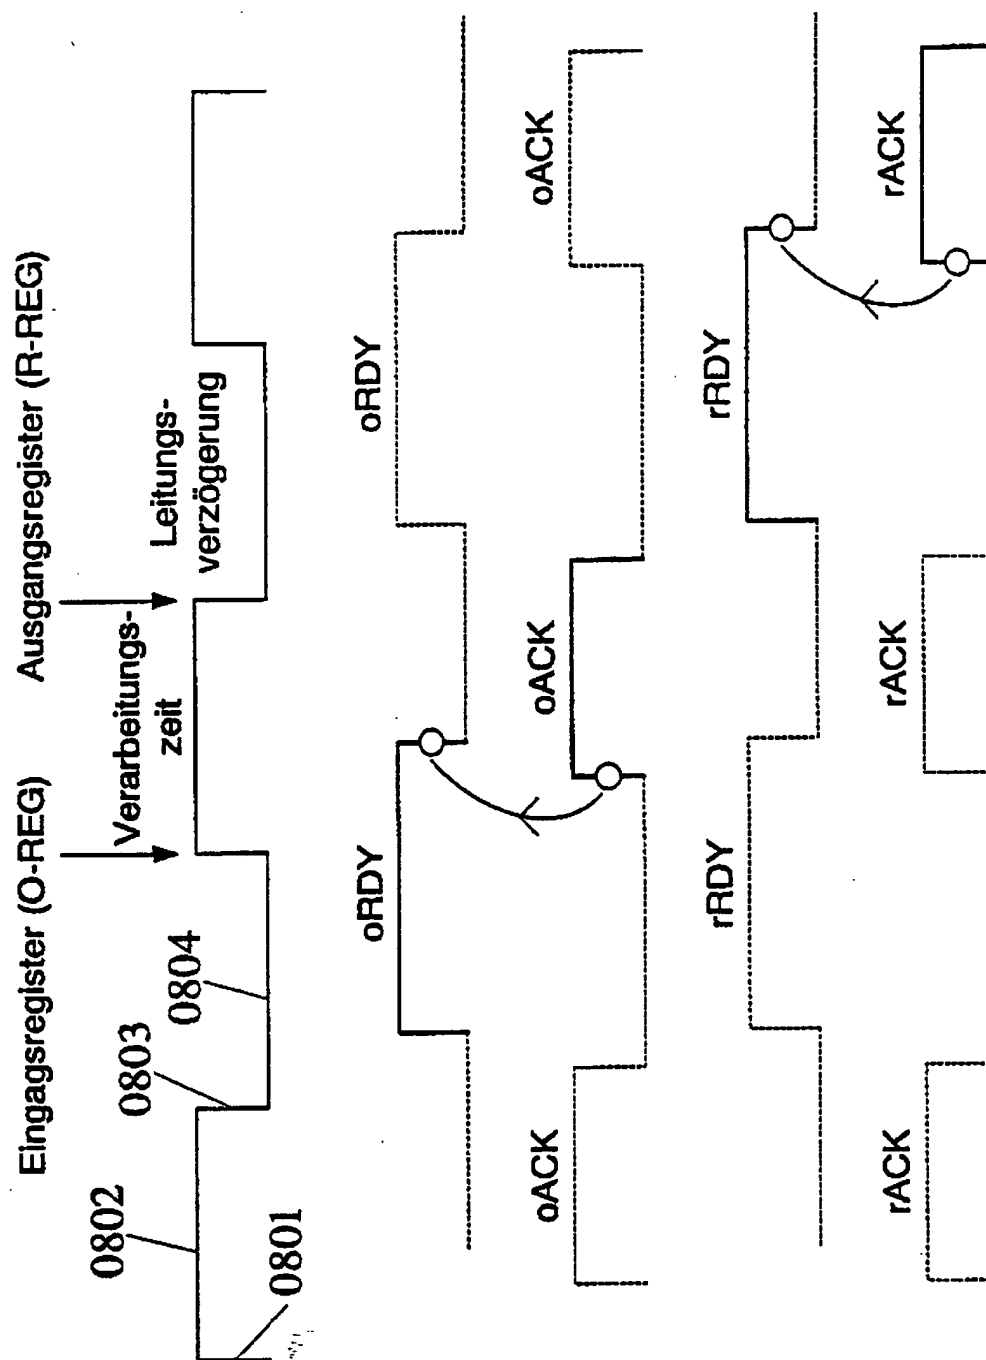 Eingagsregister (O-REG)
Ausgangsregister (R-REG)
Verarbeitungs-
zeit
Leitungs-
verzögerung
0802
0803
0804
0801
oRDY
oRDY
oACK
oACK
oACK
rRDY
rRDY
rACK
rACK
rACK